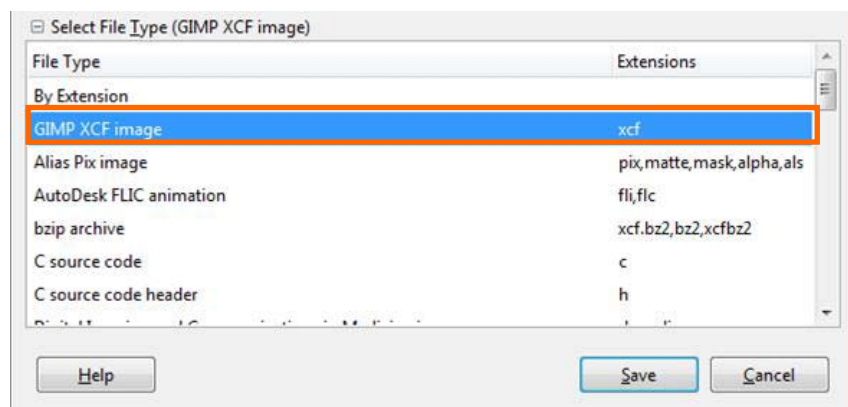 Select File Type (GIMP XCF image)
File Type Extensions
By Extension
GIMP XCF image xcf
Alias Pix image pix,matte,mask,alpha,als
AutoDesk FLIC animation fli,flc
bzip archive xcf.bz2,bz2,xcfbz2
C source code c
C source code header h
Help Save Cancel